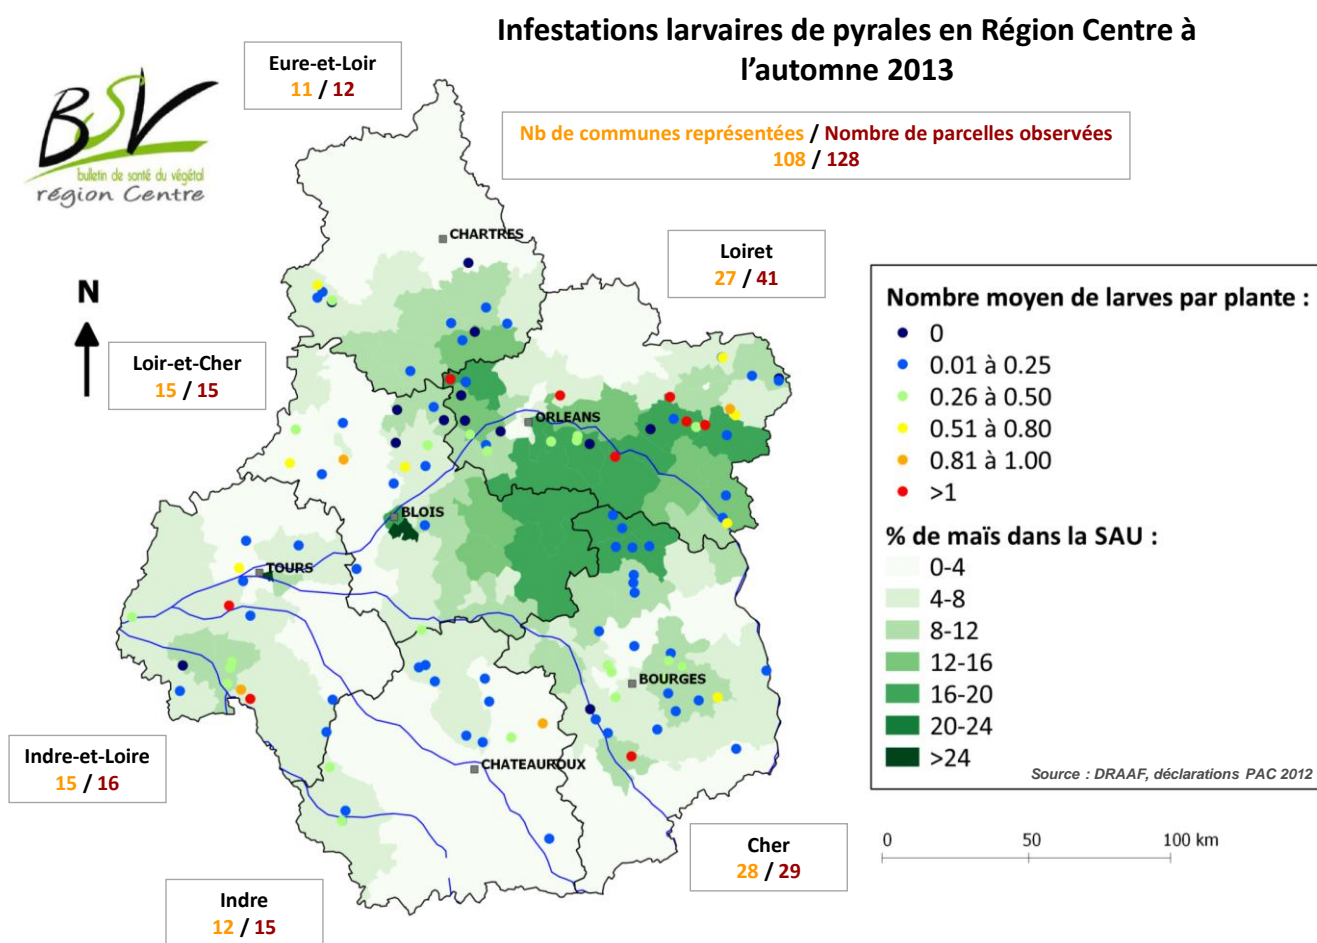 Infestations larvaires de pyrales en Région Centre à
l'automne 2013
BSV
bulletin de santé du végétal
région Centre
Eure-et-Loir
11 / 12
Nb de communes représentées / Nombre de parcelles observées
108 / 128
Loiret
27 / 41
N
Loir-et-Cher
15 / 15
CHARTRES
ORLEANS
BLOIS
TOURS
BOURGES
CHATEAUROUX
Nombre moyen de larves par plante :
0
0.01 à 0.25
0.26 à 0.50
0.51 à 0.80
0.81 à 1.00
>1
% de maïs dans la SAU :
0-4
4-8
8-12
12-16
16-20
20-24
>24
Source : DRAAF, déclarations PAC 2012
Indre-et-Loire
15 / 16
Cher
28 / 29
Indre
12 / 15
0 50 100 km